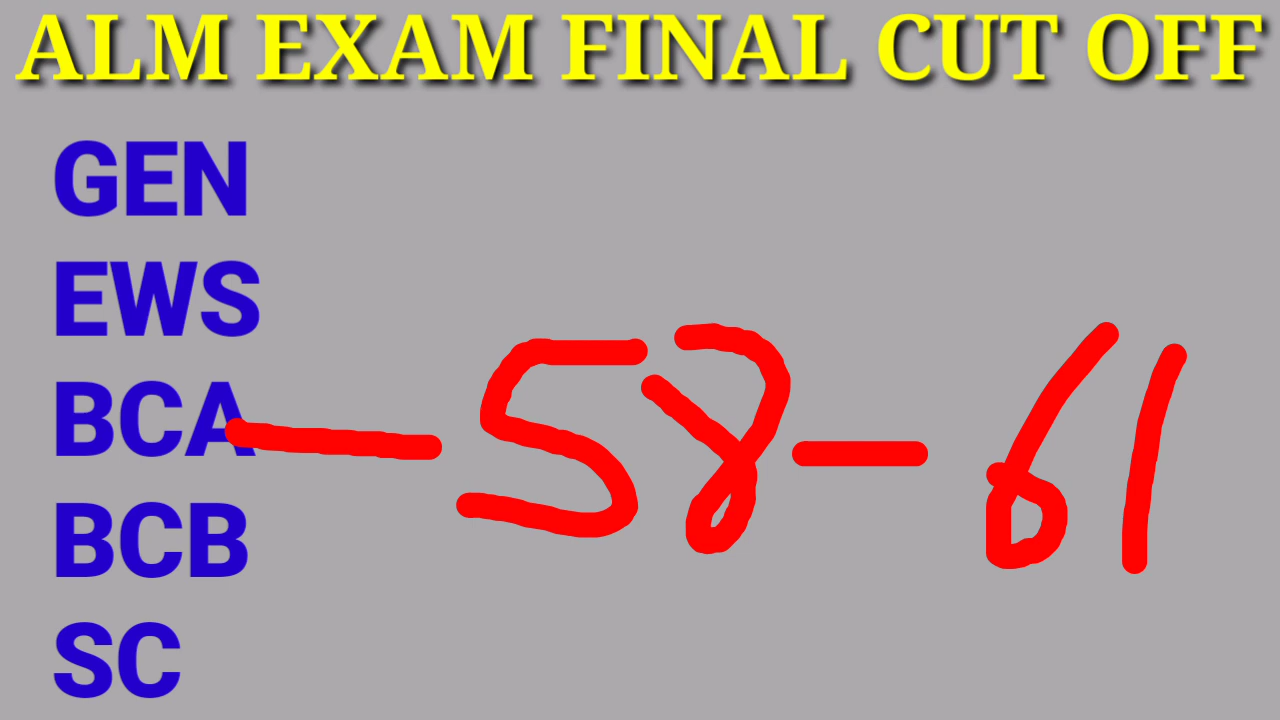 ALM EXAM FINAL CUT OFF
GEN
EWS
BCA — 58 — 61
BCB
SC